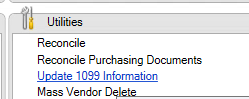 Utilities
Reconcile
Reconcile Purchasing Documents
Update 1099 Information
Mass Vendor Delete